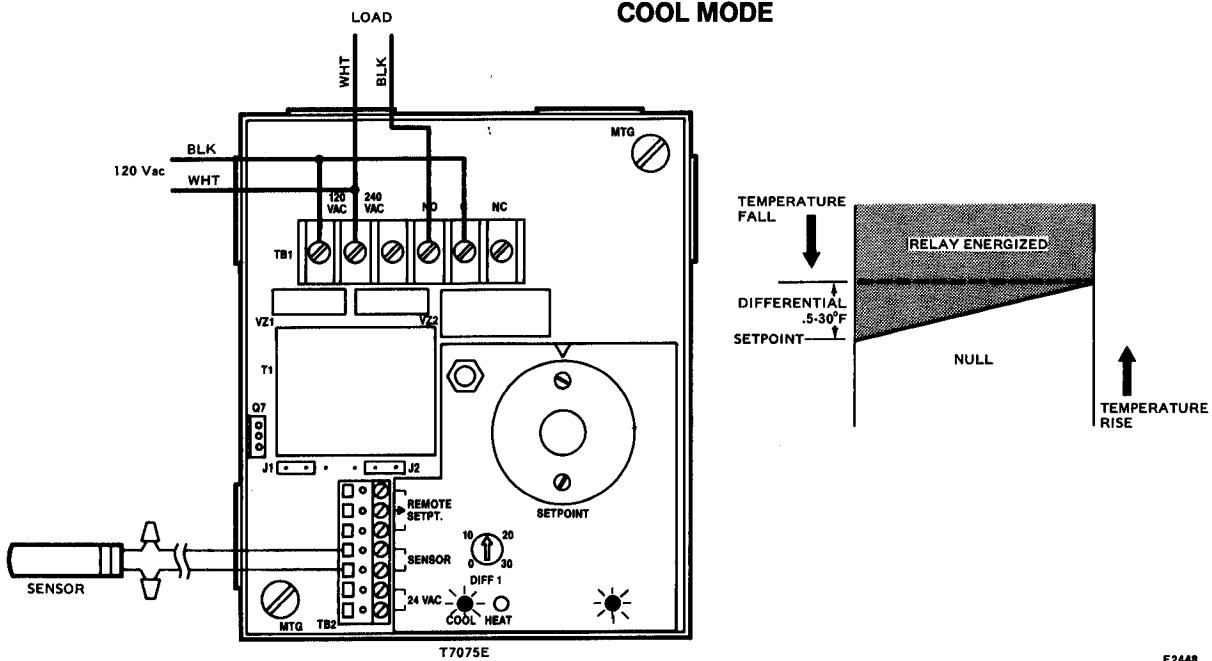 COOL MODE
LOAD
WHT
BLK
MTG
BLK
120 Vac
WHT
120 VAC
240 VAC
NO
C
NC
TB1
VZ1
VZ2
T1
Q7
J1
J2
REMOTE SETPT.
SETPOINT
SENSOR
10
20
0
30
DIFF 1
24 VAC
COOL
HEAT
MTG
TB2
SENSOR
T7075E
TEMPERATURE
FALL
RELAY ENERGIZED
DIFFERENTIAL
.5-30°F
SETPOINT
NULL
TEMPERATURE
RISE
F2448